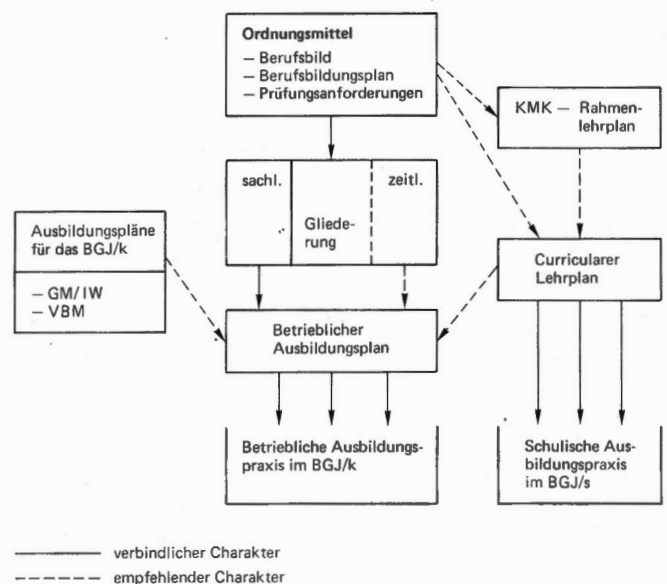 Ordnungsmittel
— Berufsbild
— Berufsbildungsplan
— Prüfungsanforderungen
KMK — Rahmen-
lehrplan
sachl.
zeitl.
Gliede-
rung
Ausbildungspläne
für das BGJ/k
— GM/IW
— VBM
Curricularer
Lehrplan
Betrieblicher
Ausbildungsplan
Betriebliche Ausbildungs-
praxis im BGJ/k
Schulische Aus-
bildungspraxis
im BGJ/s
verbindlicher Charakter
empfehlender Charakter